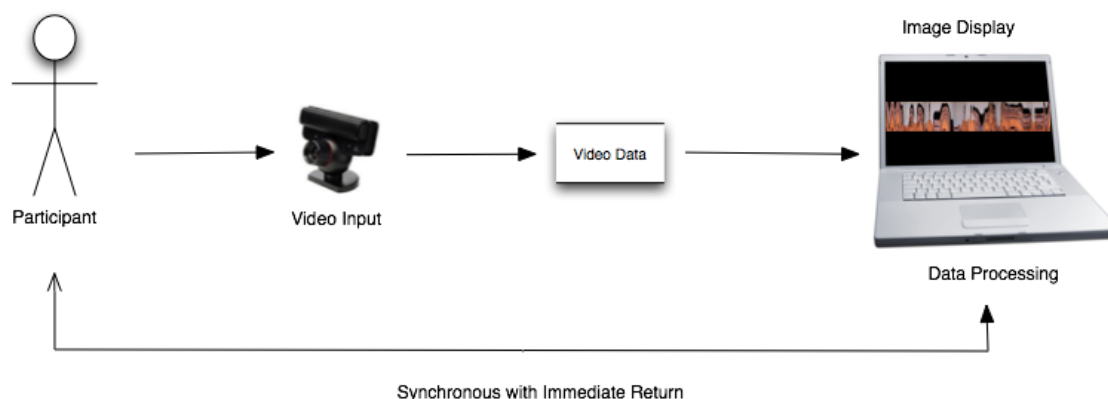 Image Display
Video Data
Participant
Video Input
Data Processing
Synchronous with Immediate Return